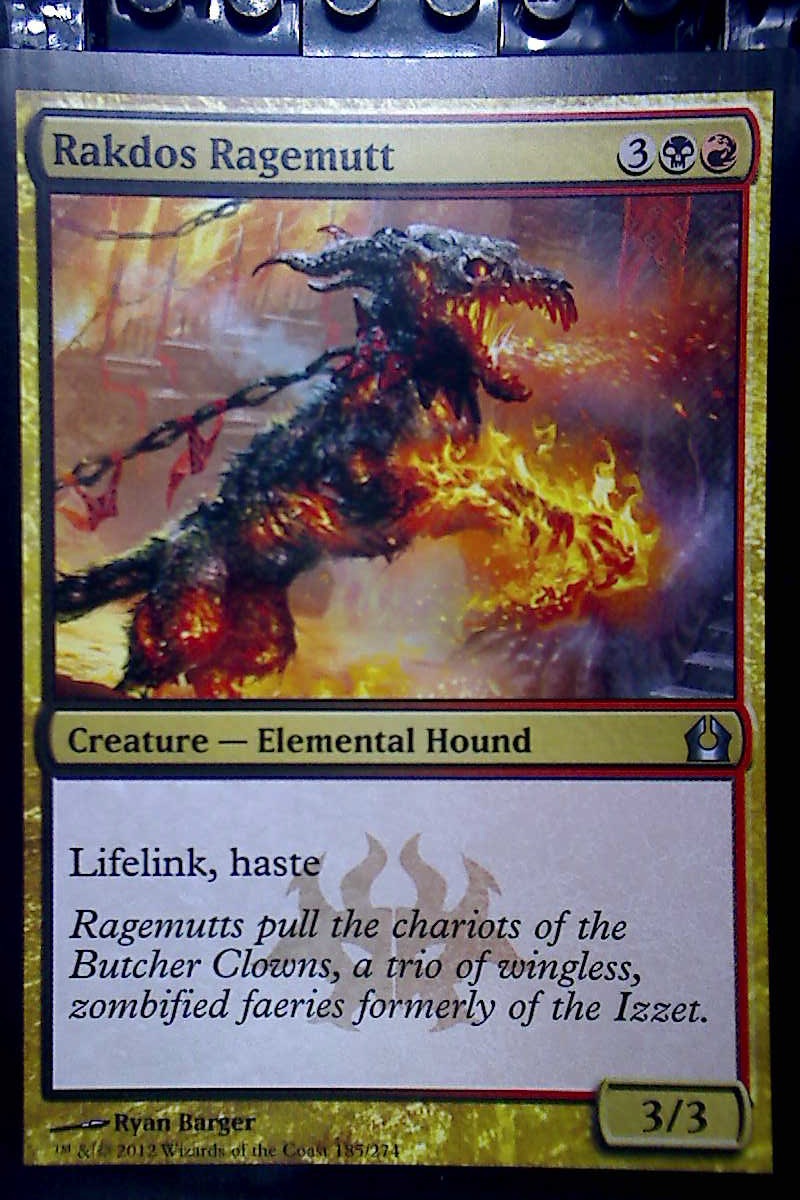 Rakdos Ragemutt 3
Creature — Elemental Hound
Lifelink, haste
Ragemutts pull the chariots of the
Butcher Clowns, a trio of wingless,
zombified faeries formerly of the Izzet.
3/3
Ryan Barger
™ & © 2012 Wizards of the Coast 185/274